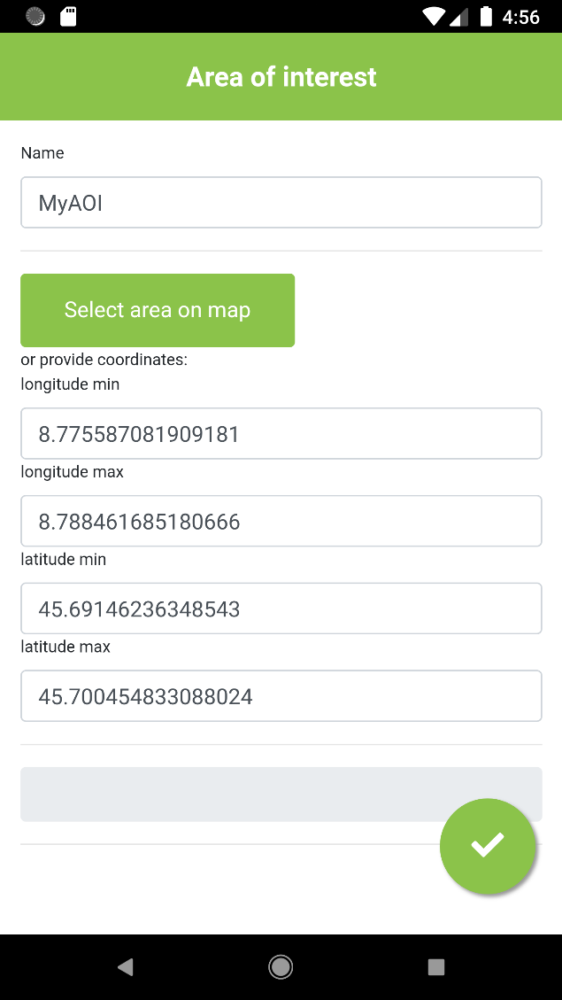 4:56
Area of interest
Name
MyAOI
Select area on map
or provide coordinates:
longitude min
8.775587081909181
longitude max
8.788461685180666
latitude min
45.69146236348543
latitude max
45.700454833088024